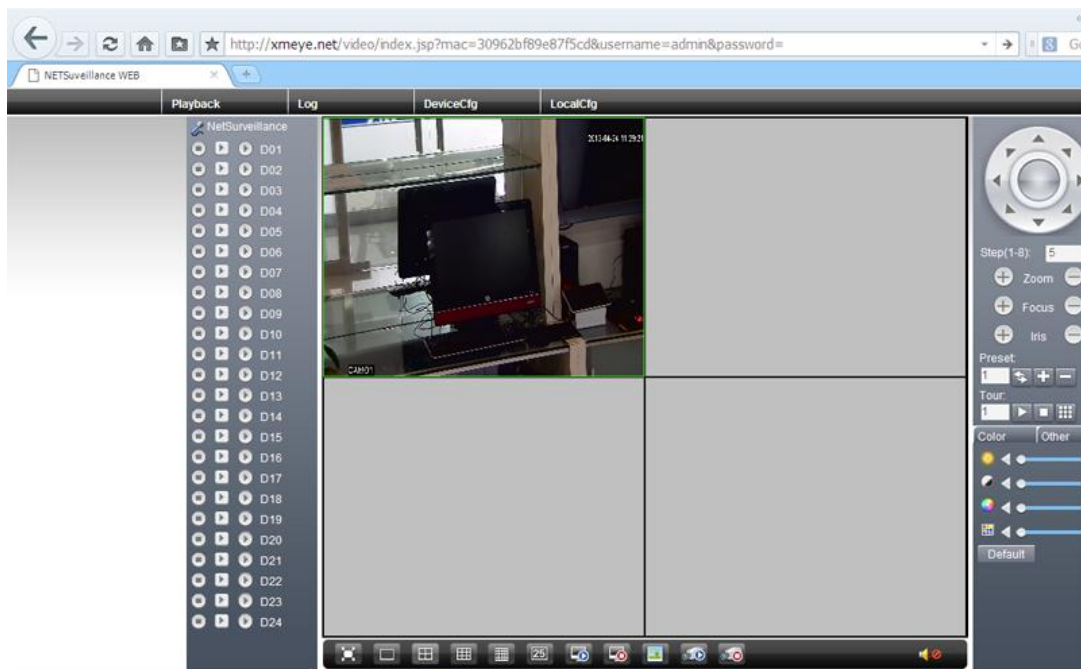 http://xmeye.net/video/index.jsp?mac=30962bf89e87f5cd&username=admin&password=
NETSuveillance WEB
Playback Log DeviceCfg LocalCfg
NetSurveillance
D01
D02
D03
D04
D05
D06
D07
D08
D09
D10
D11
D12
D13
D14
D15
D16
D17
D18
D19
D20
D21
D22
D23
D24
CAM01
Step(1-8): 5
Zoom
Focus
Iris
Preset:
1
Tour:
1
Color Other
Default
25